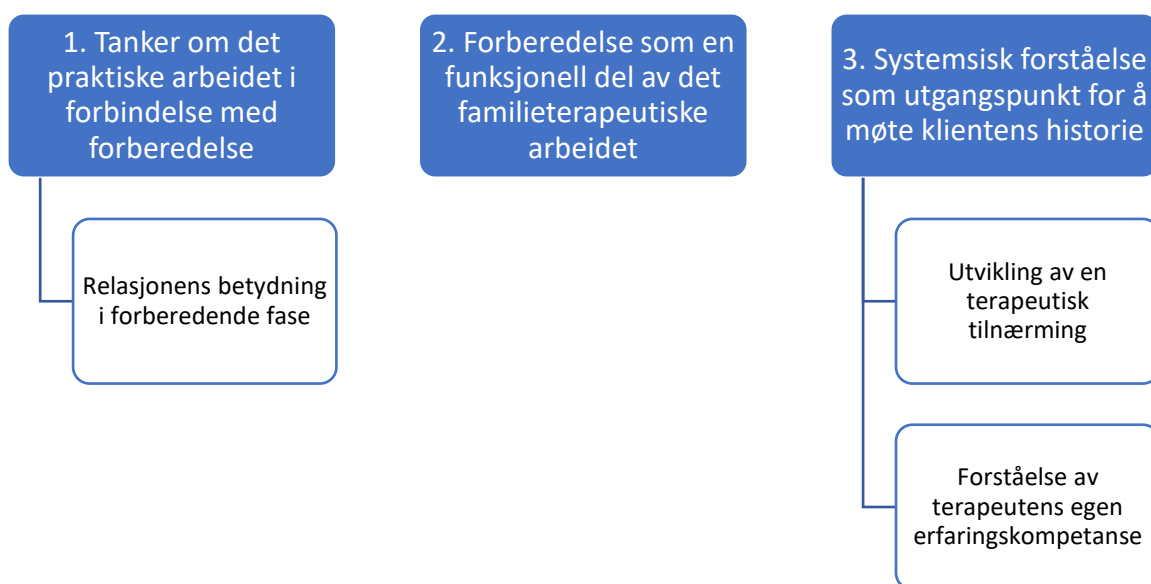 1. Tanker om det
praktiske arbeidet i
forbindelse med
forberedelse
Relasjonens betydning
i forberedende fase
2. Forberedelse som en
funksjonell del av det
familieterapeutiske
arbeidet
3. Systemsisk forståelse
som utgangspunkt for å
møte klientens historie
Utvikling av en
terapeutisk
tilnærming
Forståelse av
terapeutens egen
erfaringskompetanse